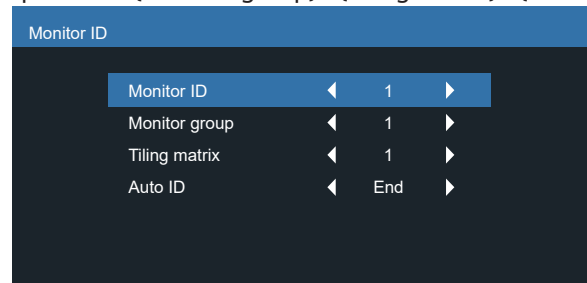 Monitor ID
Monitor ID 1
Monitor group 1
Tiling matrix 1
Auto ID End